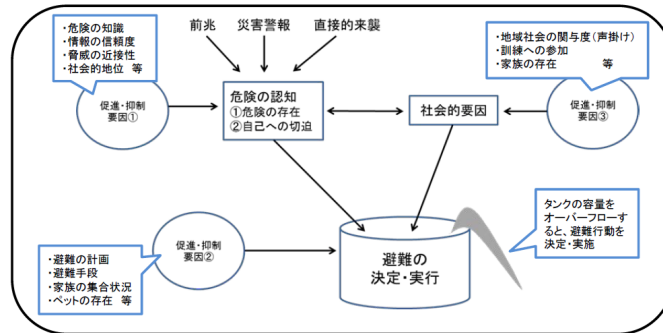 前兆　災害警報　直接的来襲
・危険の知識
・情報の信頼度
・脅威の近接性
・社会的地位 等
促進・抑制
要因①
危険の認知
①危険の存在
②自己への切迫
社会的要因
・地域社会の関与度（声掛け）
・訓練への参加
・家族の存在　　　等
促進・抑制
要因③
促進・抑制
要因②
・避難の計画
・避難手段
・家族の集合状況
・ペットの存在 等
避難の
決定・実行
タンクの容量を
オーバーフローす
ると、避難行動を
決定・実施